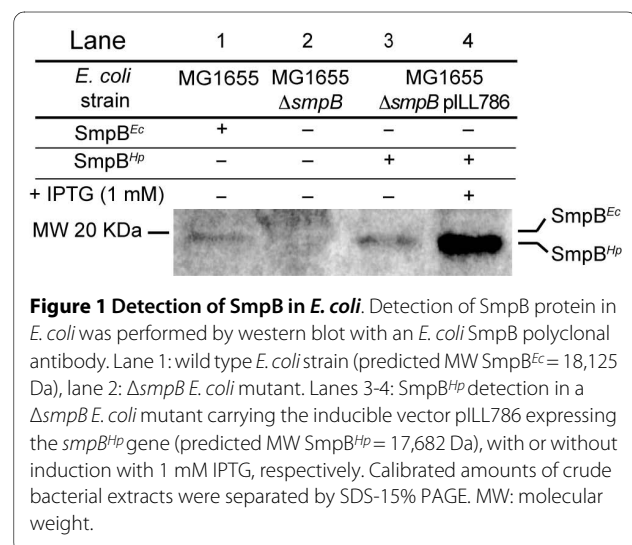 Lane 1 2 3 4
E. coli strain MG1655 MG1655 ΔsmpB MG1655 ΔsmpB pILL786
SmpBEc + – – –
SmpBHp – – + +
+ IPTG (1 mM) – – – +
MW 20 KDa
SmpBEc
SmpBHp
Figure 1 Detection of SmpB in E. coli. Detection of SmpB protein in
E. coli was performed by western blot with an E. coli SmpB polyclonal
antibody. Lane 1: wild type E. coli strain (predicted MW SmpBEc = 18,125
Da), lane 2: ΔsmpB E. coli mutant. Lanes 3-4: SmpBHp detection in a
ΔsmpB E. coli mutant carrying the inducible vector pILL786 expressing
the smpBHp gene (predicted MW SmpBHp = 17,682 Da), with or without
induction with 1 mM IPTG, respectively. Calibrated amounts of crude
bacterial extracts were separated by SDS-15% PAGE. MW: molecular
weight.